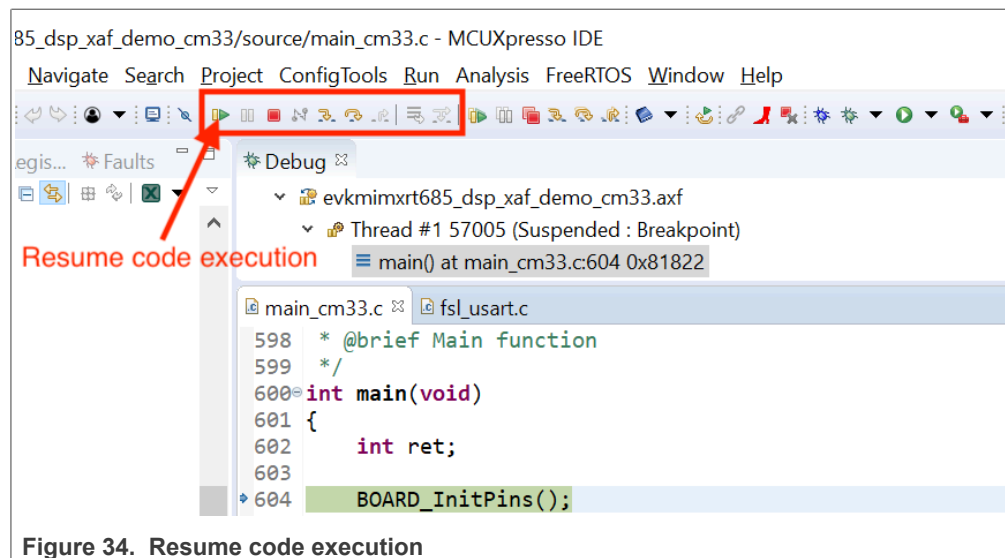 85_dsp_xaf_demo_cm33/source/main_cm33.c - MCUXpresso IDE
Navigate Search Project ConfigTools Run Analysis FreeRTOS Window Help
Faults
Debug
evkmimxrt685_dsp_xaf_demo_cm33.axf
Thread #1 57005 (Suspended : Breakpoint)
Resume code execution
main() at main_cm33.c:604 0x81822
main_cm33.c fsl_usart.c
598 * @brief Main function
599 */
600 int main(void)
601 {
602 int ret;
603
604 BOARD_InitPins();
Figure 34. Resume code execution